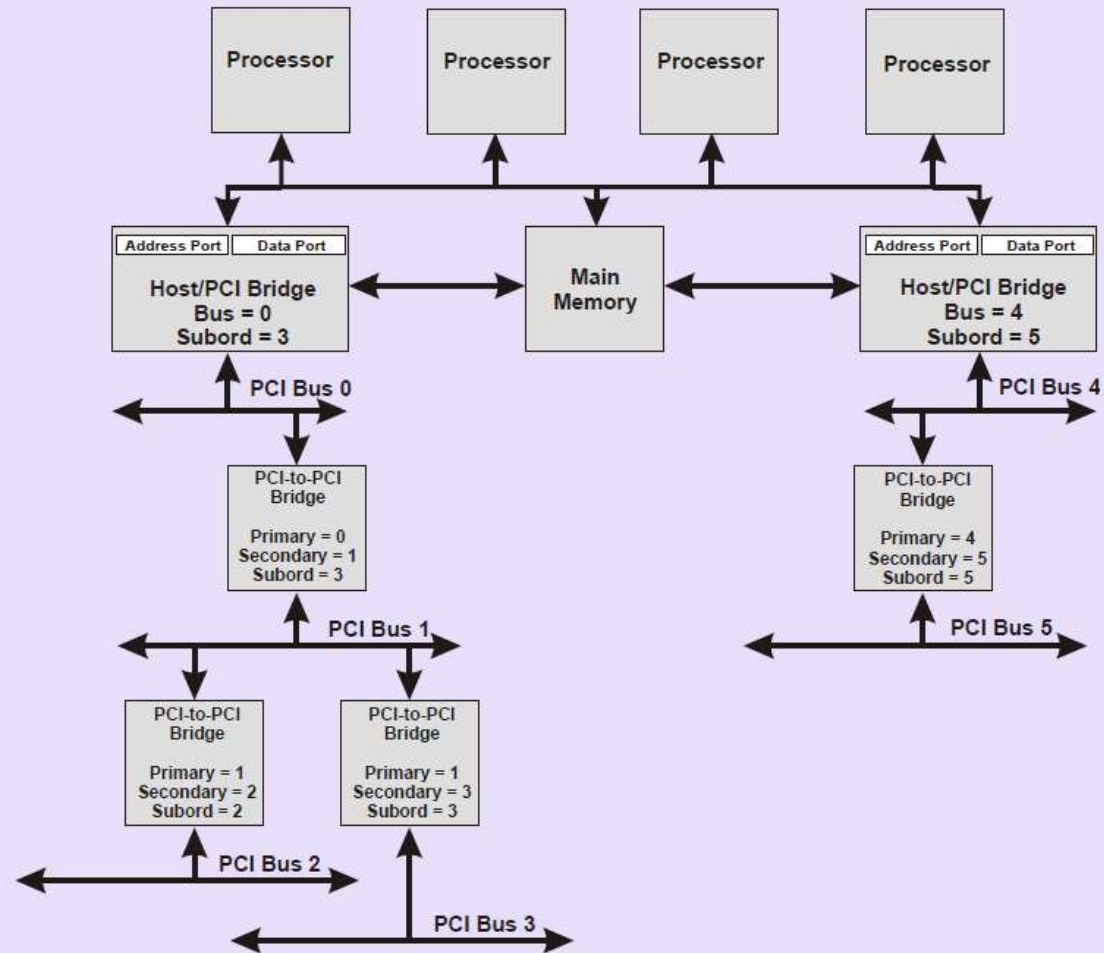 Processor
Processor
Processor
Processor
Address Port
Data Port
Host/PCI Bridge
Bus = 0
Subord = 3
Main
Memory
Address Port
Data Port
Host/PCI Bridge
Bus = 4
Subord = 5
PCI Bus 0
PCI Bus 4
PCI-to-PCI
Bridge
Primary = 0
Secondary = 1
Subord = 3
PCI-to-PCI
Bridge
Primary = 4
Secondary = 5
Subord = 5
PCI Bus 1
PCI Bus 5
PCI-to-PCI
Bridge
Primary = 1
Secondary = 2
Subord = 2
PCI-to-PCI
Bridge
Primary = 1
Secondary = 3
Subord = 3
PCI Bus 2
PCI Bus 3